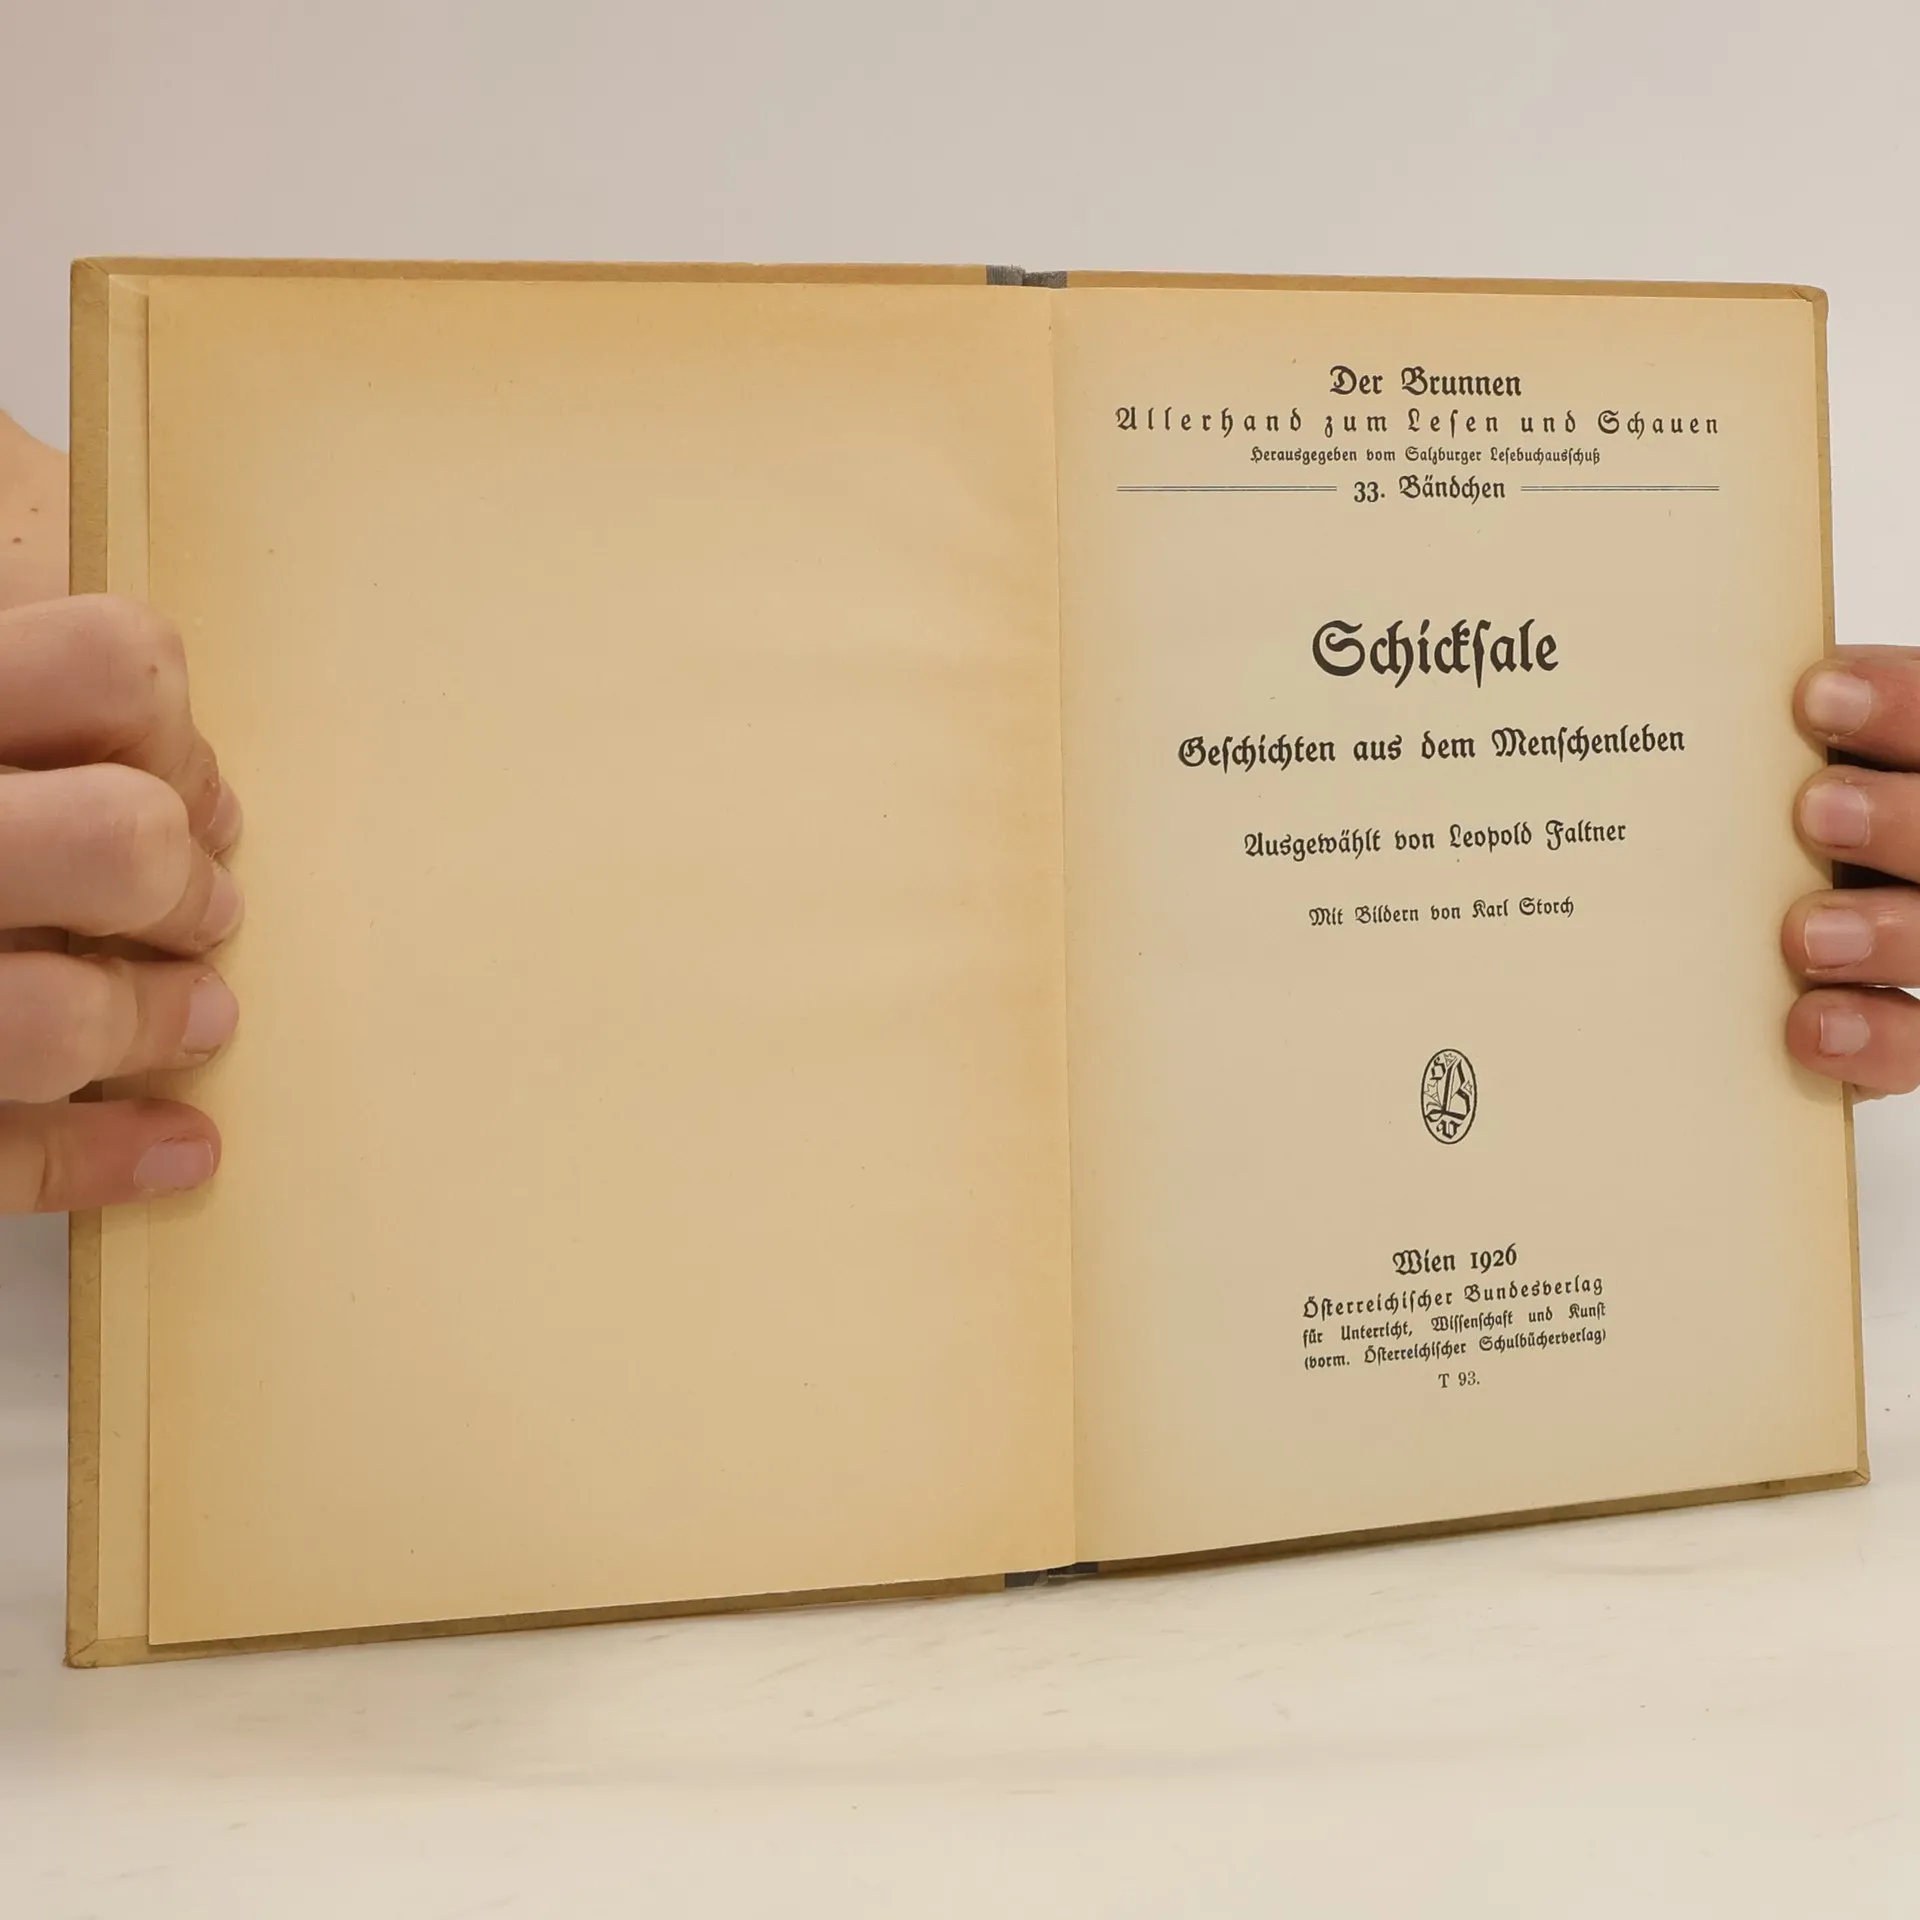 Der Brunnen
Allerhand zum Leſen und Schauen
Herausgegeben vom Salzburger Leſebuchausſchuß
33. Bändchen
Schickſale
Geſchichten aus dem Menſchenleben
Ausgewählt von Leopold Faltner
Mit Bildern von Karl Storch
Wien 1926
Öſterreichiſcher Bundesverlag
für Unterricht, Wiſſenſchaft und Kunſt
(vorm. Öſterreichiſcher Schulbücherverlag)
T 93.